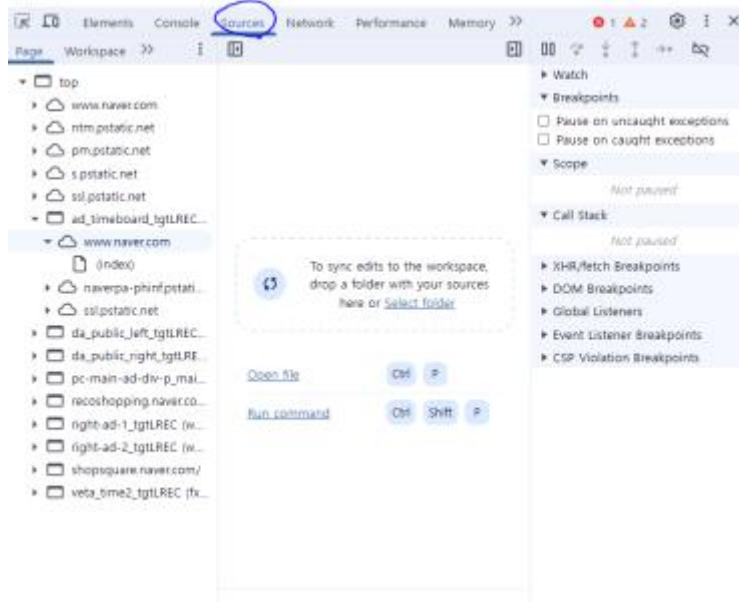 Elements Console Sources Network Performance Memory 1 2
Page Workspace
top
www.naver.com
ntm.pstatic.net
pm.pstatic.net
s.pstatic.net
ssl.pstatic.net
ad_timeboard_tgtLREC...
www.naver.com
(index)
naverpa-phinf.pstati...
ssl.pstatic.net
da_public_left_tgtLREC...
da_public_right_tgtLRE...
pc-main-ad-div-p_mai...
recoshopping.naver.co...
right-ad-1_tgtLREC (w...
right-ad-2_tgtLREC (w...
shopsquare.naver.com/
veta_time2_tgtLREC (fx...
To sync edits to the workspace,
drop a folder with your sources
here or Select folder
Open file Ctrl P
Run command Ctrl Shift P
Watch
Breakpoints
Pause on uncaught exceptions
Pause on caught exceptions
Scope
Not paused
Call Stack
Not paused
XHR/fetch Breakpoints
DOM Breakpoints
Global Listeners
Event Listener Breakpoints
CSP Violation Breakpoints